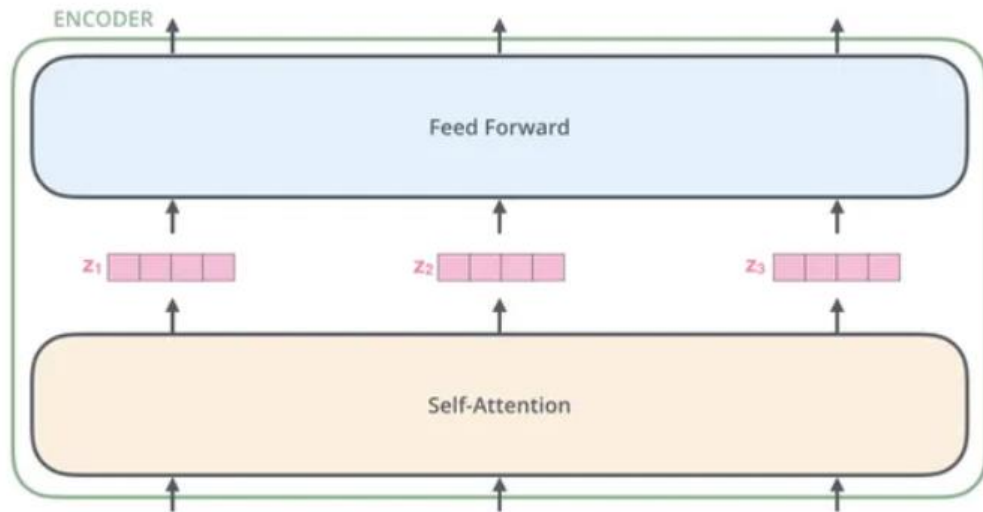 ENCODER
Feed Forward
z₁ z₂ z₃
Self-Attention